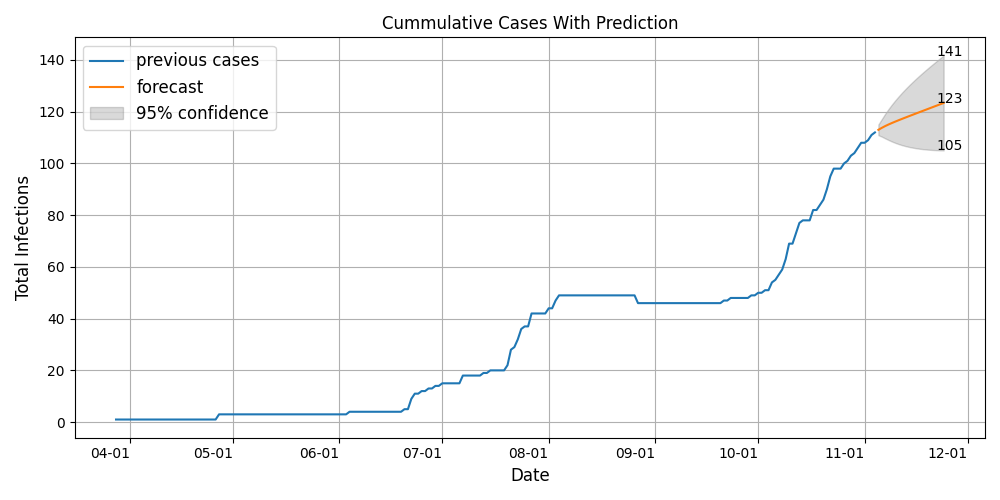 Cummulative Cases With Prediction
previous cases
forecast
95% confidence
141
123
105
Total Infections
140
120
100
80
60
40
20
0
04-01 05-01 06-01 07-01 08-01 09-01 10-01 11-01 12-01
Date